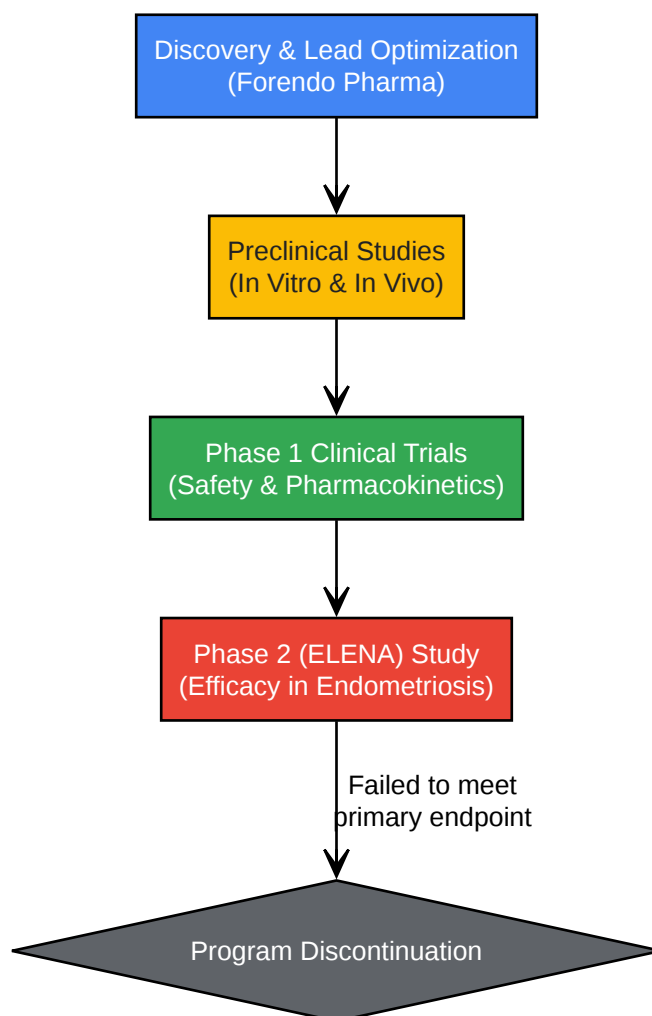 Discovery & Lead Optimization
(Forendo Pharma)
Preclinical Studies
(In Vitro & In Vivo)
Phase 1 Clinical Trials
(Safety & Pharmacokinetics)
Phase 2 (ELENA) Study
(Efficacy in Endometriosis)
Failed to meet
primary endpoint
Program Discontinuation